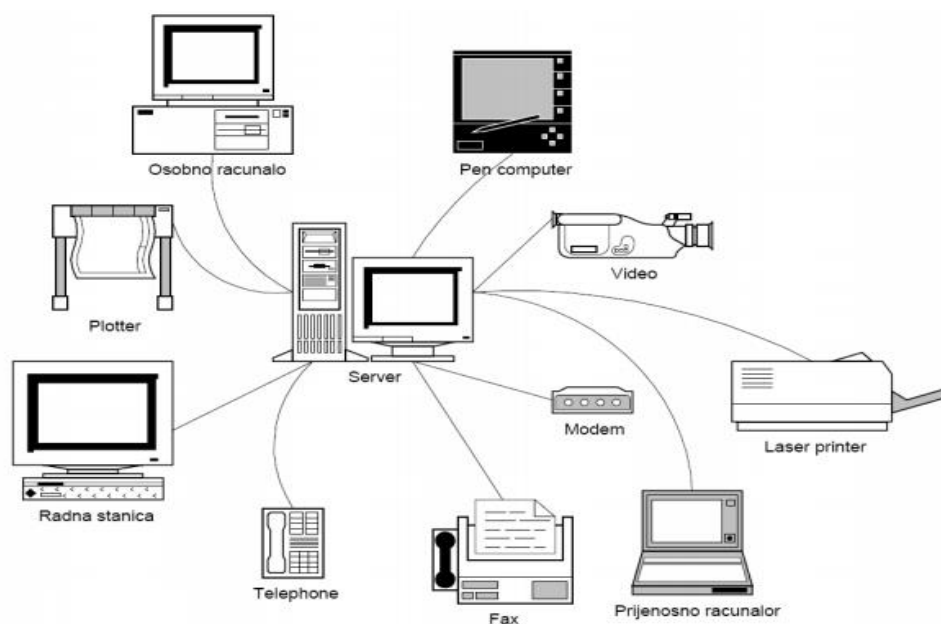 Osobno racunalo
Pen computer
Video
Plotter
Server
Modem
Laser printer
Radna stanica
Telephone
Fax
Prijenosno racunalor